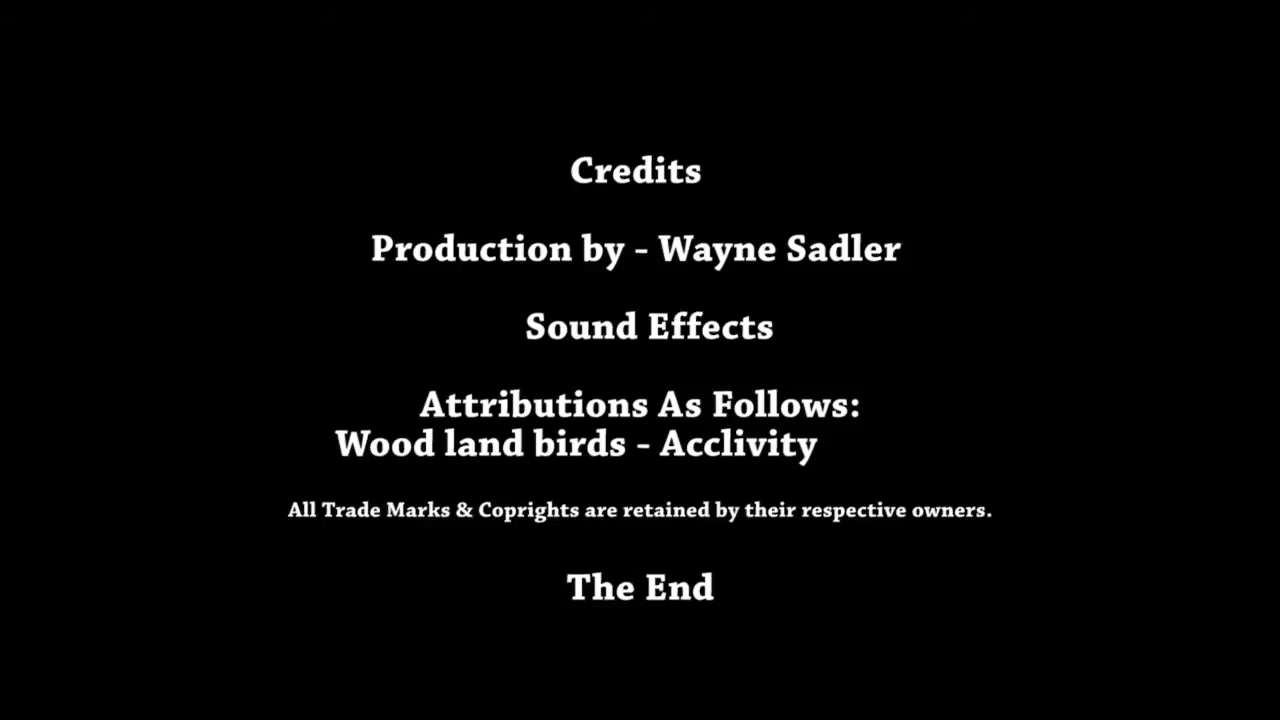 Credits
Production by - Wayne Sadler
Sound Effects
Attributions As Follows:
Wood land birds - Acclivity
All Trade Marks & Coprights are retained by their respective owners.
The End